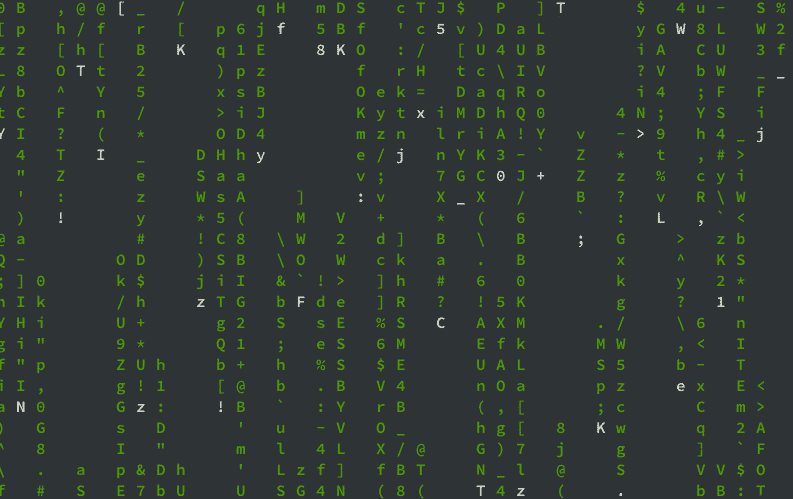 0 B , @ @ [ _ / q H m D S c T J $ P ] T $ 4 u - S %
p h / f r [ p 6 j f 5 B f ' c 5 v ) D a L y G W 8 L W 2
z [ h [ B K q 1 E 8 K O : / [ U 4 U B i A C U 3 f
8 O T t 2 ) p z f r H t c \ I V ? V b W _ _
Y b ^ Y 5 x s B O e k = D a q R o i 4 ; F F
t C F n / > i J K y t x i M D h Q 0 4 N ; Y S i
Y I ? ( * O D 4 m z n l r i A ! Y v - > 9 h 4 _ j
4 T I _ D H h y e / j n Y K 3 - ` Z * t , # >
" Z e S a a v ; 7 G C 0 J + Z z % c y i
' : z W s A ] : v X _ X / B ? v R \ W
) ! y * 5 ( M V + * ( 6 ` : L , ` <
@ a # ! C 8 \ W 2 d ] B \ B ; G > z b
Q - O D ) S B \ O W c k a . B x ^ K S
; ] 0 k $ j i I & ` ! > ] h # 6 0 k y 2 *
I k / h z T G b F d e ] R ? ! 5 0 g ? 1 "
Y H i U + g 2 S s E % S C A X K . / \ 6 n
g i " 9 * Q 1 ; e E 6 M E f M M W , < I
f " p Z U h b + h % S $ E U A k S 5 b - T
i I , g ! 1 [ @ b . B V 4 n O L p z e x E <
a N 0 G z : ! B ` : Y r B ( , a ; c C m >
) G S D ' u - V O _ h g [ 8 K w q 2 A
^ 8 I " m l 4 L X @ G ) [ j g ] ` F
\ . a p & D h ' L z f ] f / B T ) _ 7 @ S V $ O
f # S E 7 b U U S G 4 N ( 8 ( T 4 z ( . b V B : T